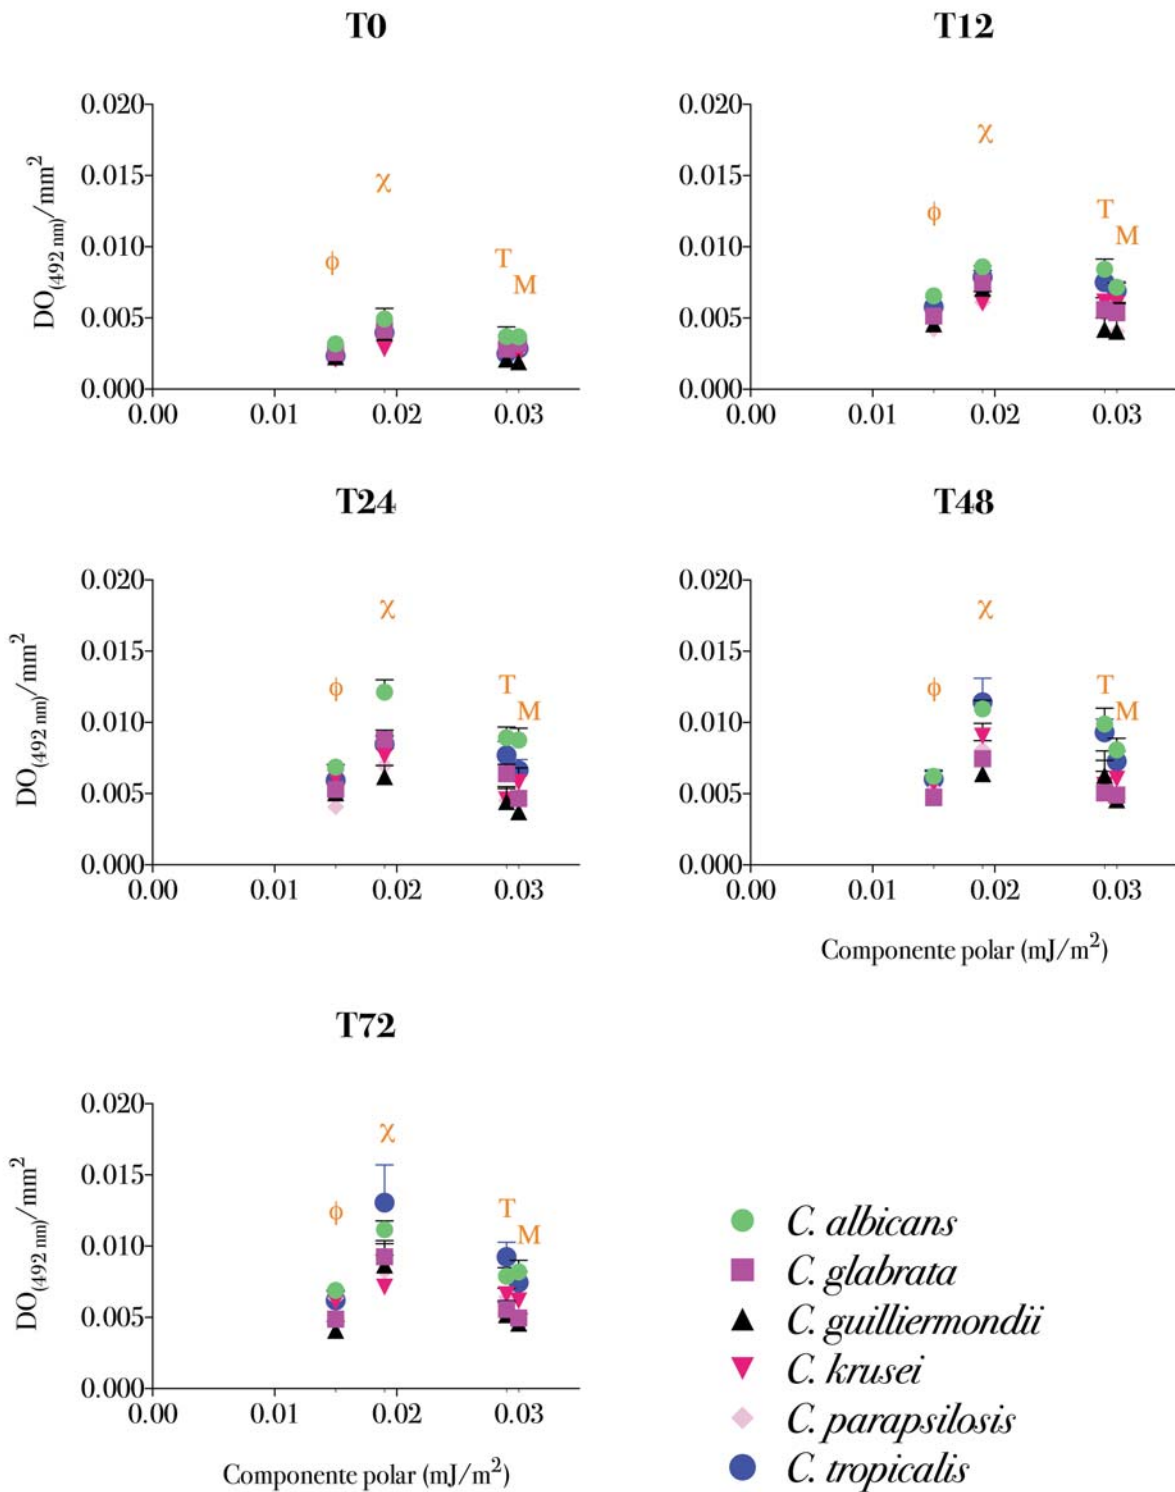 T0
0.020
0.015
0.010
0.005
0.000
DO(492 nm)/mm²
χ
ϕ
T
M
0.00 0.01 0.02 0.03
T12
0.020
0.015
0.010
0.005
0.000
χ
ϕ
T
M
0.00 0.01 0.02 0.03
T24
0.020
0.015
0.010
0.005
0.000
DO(492 nm)/mm²
χ
ϕ
T
M
0.00 0.01 0.02 0.03
T48
0.020
0.015
0.010
0.005
0.000
χ
ϕ
T
M
0.00 0.01 0.02 0.03
Componente polar (mJ/m²)
T72
0.020
0.015
0.010
0.005
0.000
DO(492 nm)/mm²
χ
ϕ
T
M
0.00 0.01 0.02 0.03
Componente polar (mJ/m²)
C. albicans
C. glabrata
C. guilliermondii
C. krusei
C. parapsilosis
C. tropicalis